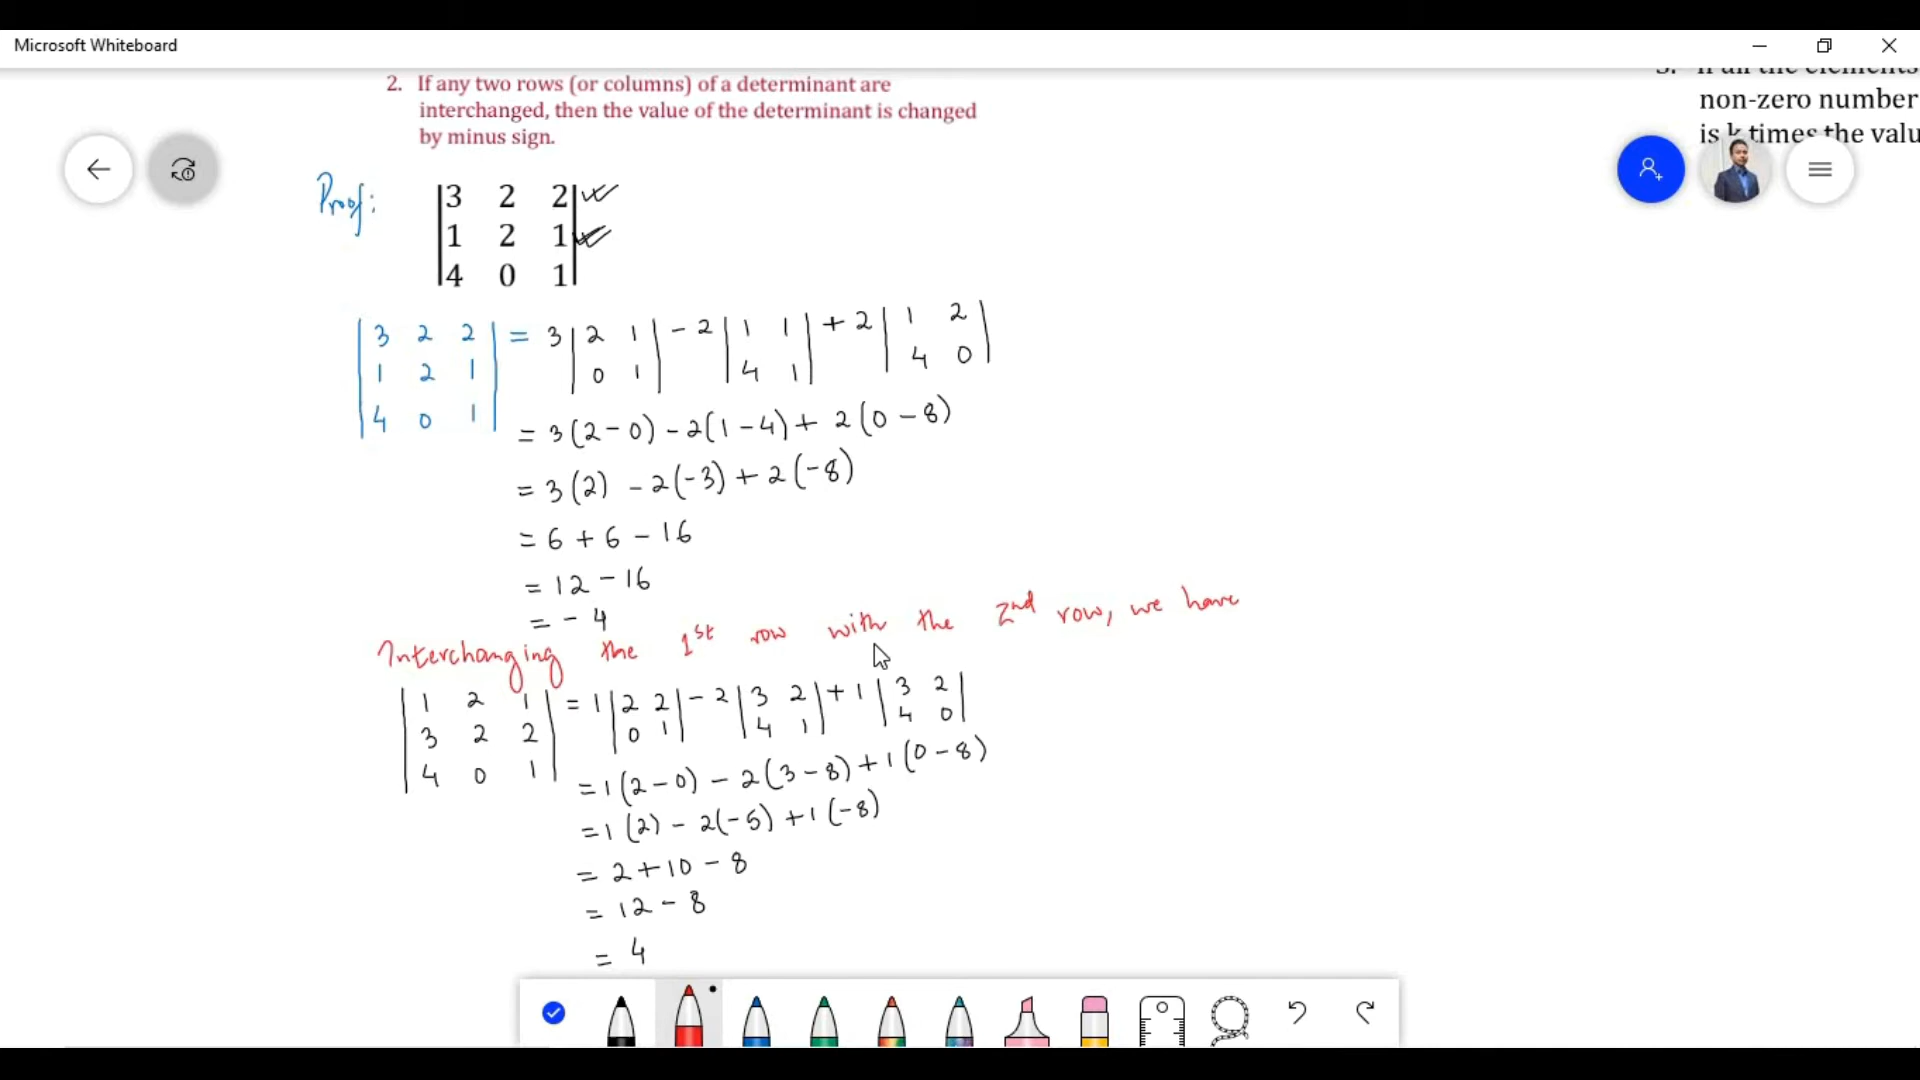 Microsoft Whiteboard
2. If any two rows (or columns) of a determinant are
interchanged, then the value of the determinant is changed
by minus sign.
non-zero number
is k times the valu
Proof:
|3 2 2|
|1 2 1|
|4 0 1|
|3 2 2| = 3|2 1| - 2|1 1| + 2|1 2|
|1 2 1| |0 1| |4 1| |4 0|
|4 0 1|
= 3(2-0) - 2(1-4) + 2(0-8)
= 3(2) - 2(-3) + 2(-8)
= 6 + 6 - 16
= 12 - 16
= - 4
Interchanging the 1st row with the 2nd row, we have
|1 2 1| = 1|2 2| - 2|3 2| + 1|3 2|
|3 2 2| |0 1| |4 1| |4 0|
|4 0 1|
= 1(2-0) - 2(3-8) + 1(0-8)
= 1(2) - 2(-5) + 1(-8)
= 2 + 10 - 8
= 12 - 8
= 4